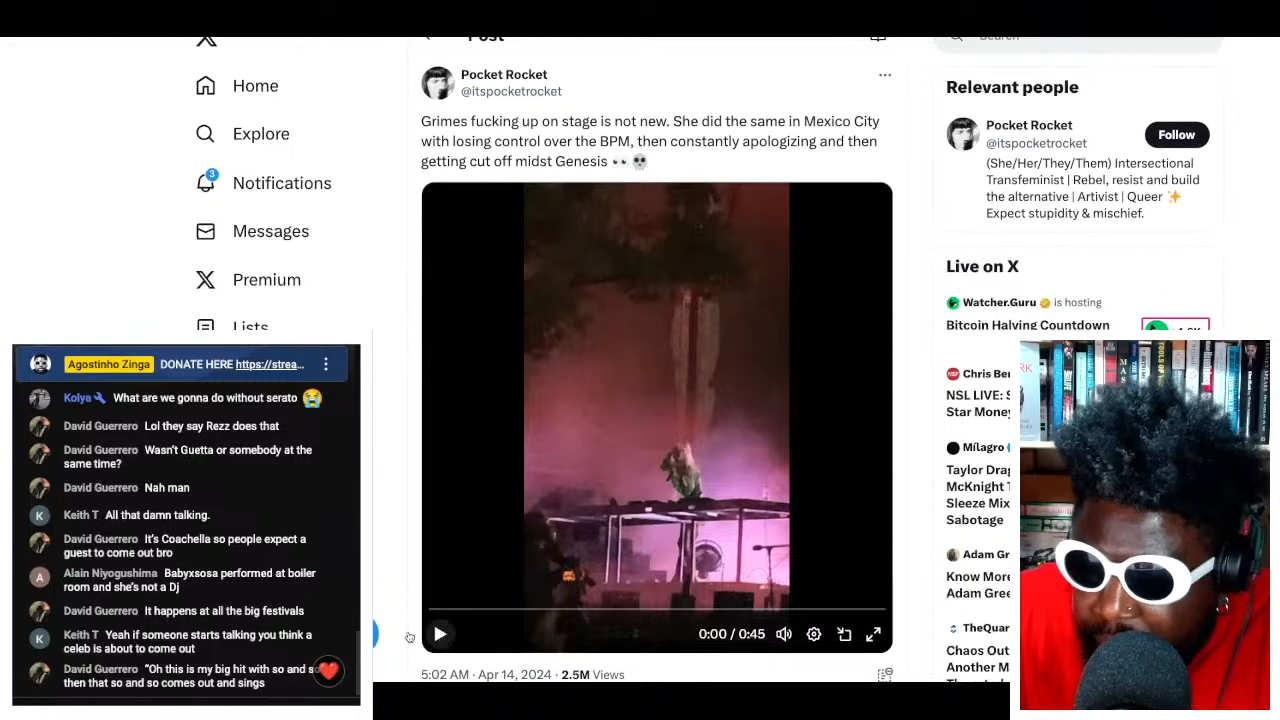 Post
Search
Home
Explore
3
Notifications
Messages
Premium
Lists
Pocket Rocket
@itspocketrocket
Grimes fucking up on stage is not new. She did the same in Mexico City
with losing control over the BPM, then constantly apologizing and then
getting cut off midst Genesis 👀💀
0:00 / 0:45
5:02 AM · Apr 14, 2024 · 2.5M Views
Relevant people
Pocket Rocket
@itspocketrocket
Follow
(She/Her/They/Them) Intersectional
Transfeminist | Rebel, resist and build
the alternative | Artivist | Queer ✨
Expect stupidity & mischief.
Live on X
Watcher.Guru is hosting
Bitcoin Halving Countdown
Chris Ber
NSL LIVE: S
Star Money
Mílagro
Taylor Drag
McKnight T
Sleeze Mix
Sabotage
Adam Gr
Know More
Adam Gree
TheQuar
Chaos Out
Another M
Agostinho Zinga DONATE HERE https://strea...
Kolya What are we gonna do without serato 😭
David Guerrero Lol they say Rezz does that
David Guerrero Wasn't Guetta or somebody at the
same time?
David Guerrero Nah man
K Keith T All that damn talking.
David Guerrero It's Coachella so people expect a
guest to come out bro
A Alain Niyogushima Babyxsosa performed at boiler
room and she's not a Dj
David Guerrero It happens at all the big festivals
K Keith T Yeah if someone starts talking you think a
celeb is about to come out
David Guerrero "Oh this is my big hit with so and so
then that so and so comes out and sings